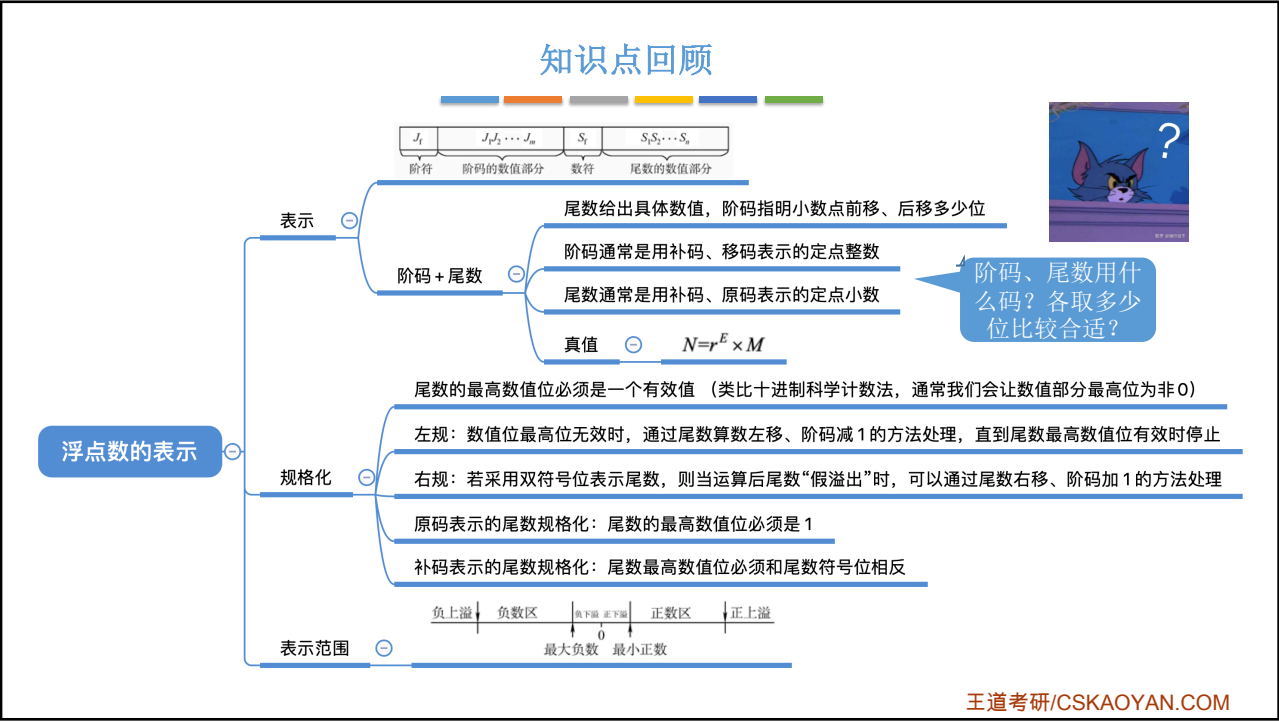 知识点回顾
J_f J_1J_2⋯J_m S_f S_1S_2⋯S_n
阶符 阶码的数值部分 数符 尾数的数值部分
?
表示
尾数给出具体数值，阶码指明小数点前移、后移多少位
阶码+尾数
阶码通常是用补码、移码表示的定点整数
尾数通常是用补码、原码表示的定点小数
真值
N=r^E×M
阶码、尾数用什
么码？各取多少
位比较合适？
浮点数的表示
规格化
尾数的最高数值位必须是一个有效值 （类比十进制科学计数法，通常我们会让数值部分最高位为非0）
左规：数值位最高位无效时，通过尾数算数左移、阶码减1的方法处理，直到尾数最高数值位有效时停止
右规：若采用双符号位表示尾数，则当运算后尾数“假溢出”时，可以通过尾数右移、阶码加1的方法处理
原码表示的尾数规格化：尾数的最高数值位必须是1
补码表示的尾数规格化：尾数最高数值位必须和尾数符号位相反
表示范围
负上溢 负数区 负下溢 正下溢 正数区 正上溢
0
最大负数 最小正数
王道考研/CSKAOYAN.COM